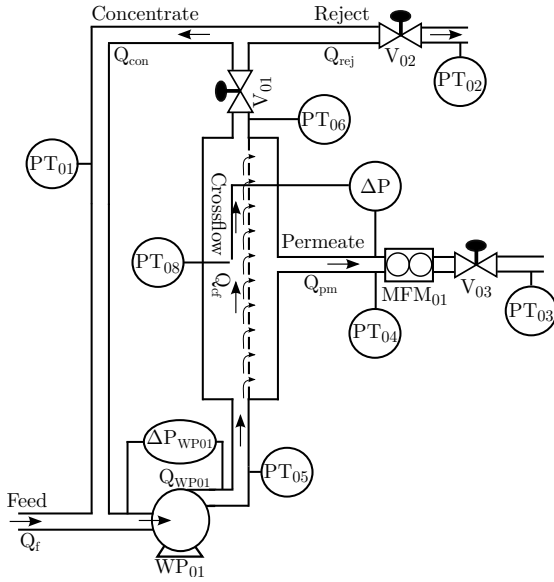 Concentrate
Reject
Q_con
Q_rej
V_02
PT_02
V_01
PT_06
PT_01
Crossflow
ΔP
PT_08
Permeate
Q_cf
Q_pm
MFM_01
V_03
PT_03
PT_04
ΔP_WP01
Q_WP01
PT_05
Feed
Q_f
WP_01